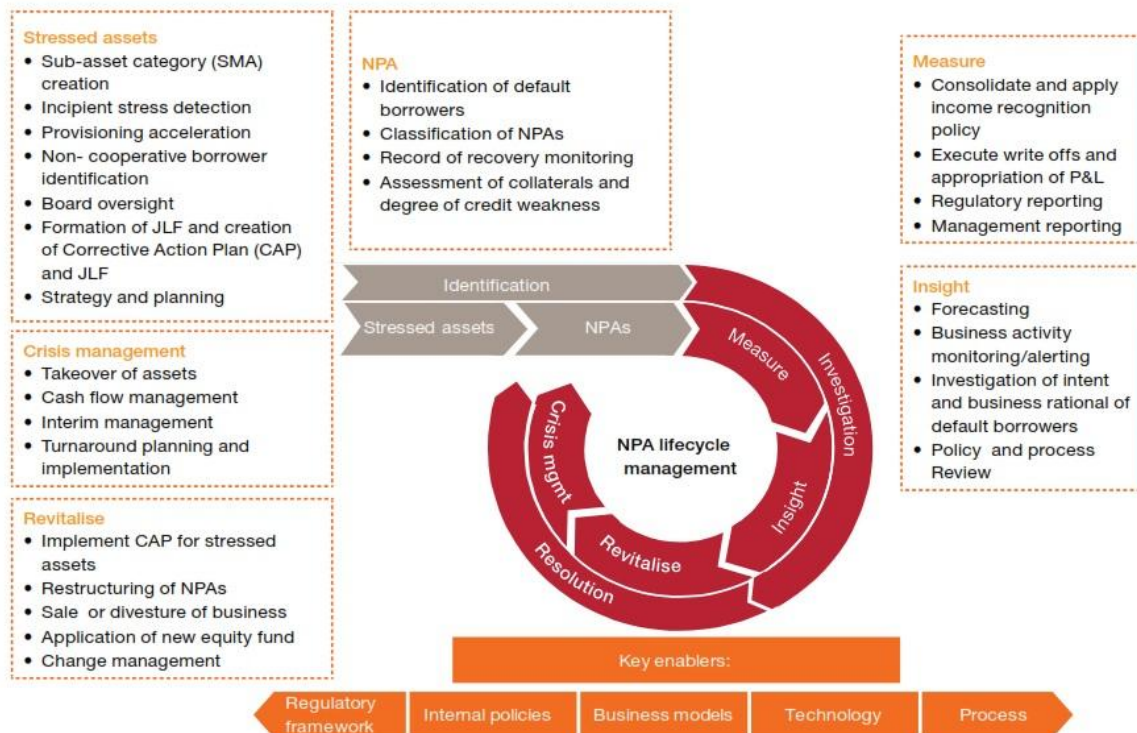 Stressed assets
• Sub-asset category (SMA)
creation
• Incipient stress detection
• Provisioning acceleration
• Non- cooperative borrower
identification
• Board oversight
• Formation of JLF and creation
of Corrective Action Plan (CAP)
and JLF
• Strategy and planning
NPA
• Identification of default
borrowers
• Classification of NPAs
• Record of recovery monitoring
• Assessment of collaterals and
degree of credit weakness
Measure
• Consolidate and apply
income recognition
policy
• Execute write offs and
appropriation of P&L
• Regulatory reporting
• Management reporting
Identification
Stressed assets
NPAs
Measure
Investigation
Insight
Revitalise
Resolution
Crisis mgmt
NPA lifecycle
management
Insight
• Forecasting
• Business activity
monitoring/alerting
• Investigation of intent
and business rational of
default borrowers
• Policy and process
Review
Crisis management
• Takeover of assets
• Cash flow management
• Interim management
• Turnaround planning and
implementation
Revitalise
• Implement CAP for stressed
assets
• Restructuring of NPAs
• Sale or divesture of business
• Application of new equity fund
• Change management
Key enablers:
Regulatory
framework
Internal policies
Business models
Technology
Process